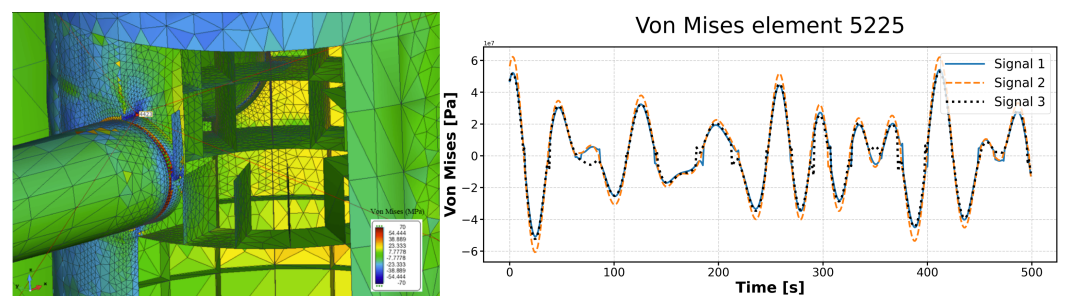 Von Mises (MPa)
70
54.444
38.889
23.333
7.7778
-7.7778
-23.333
-38.889
-54.444
-70
Von Mises element 5225
1e7
6
4
2
0
−2
−4
−6
Von Mises [Pa]
Signal 1
Signal 2
Signal 3
0
100
200
300
400
500
Time [s]